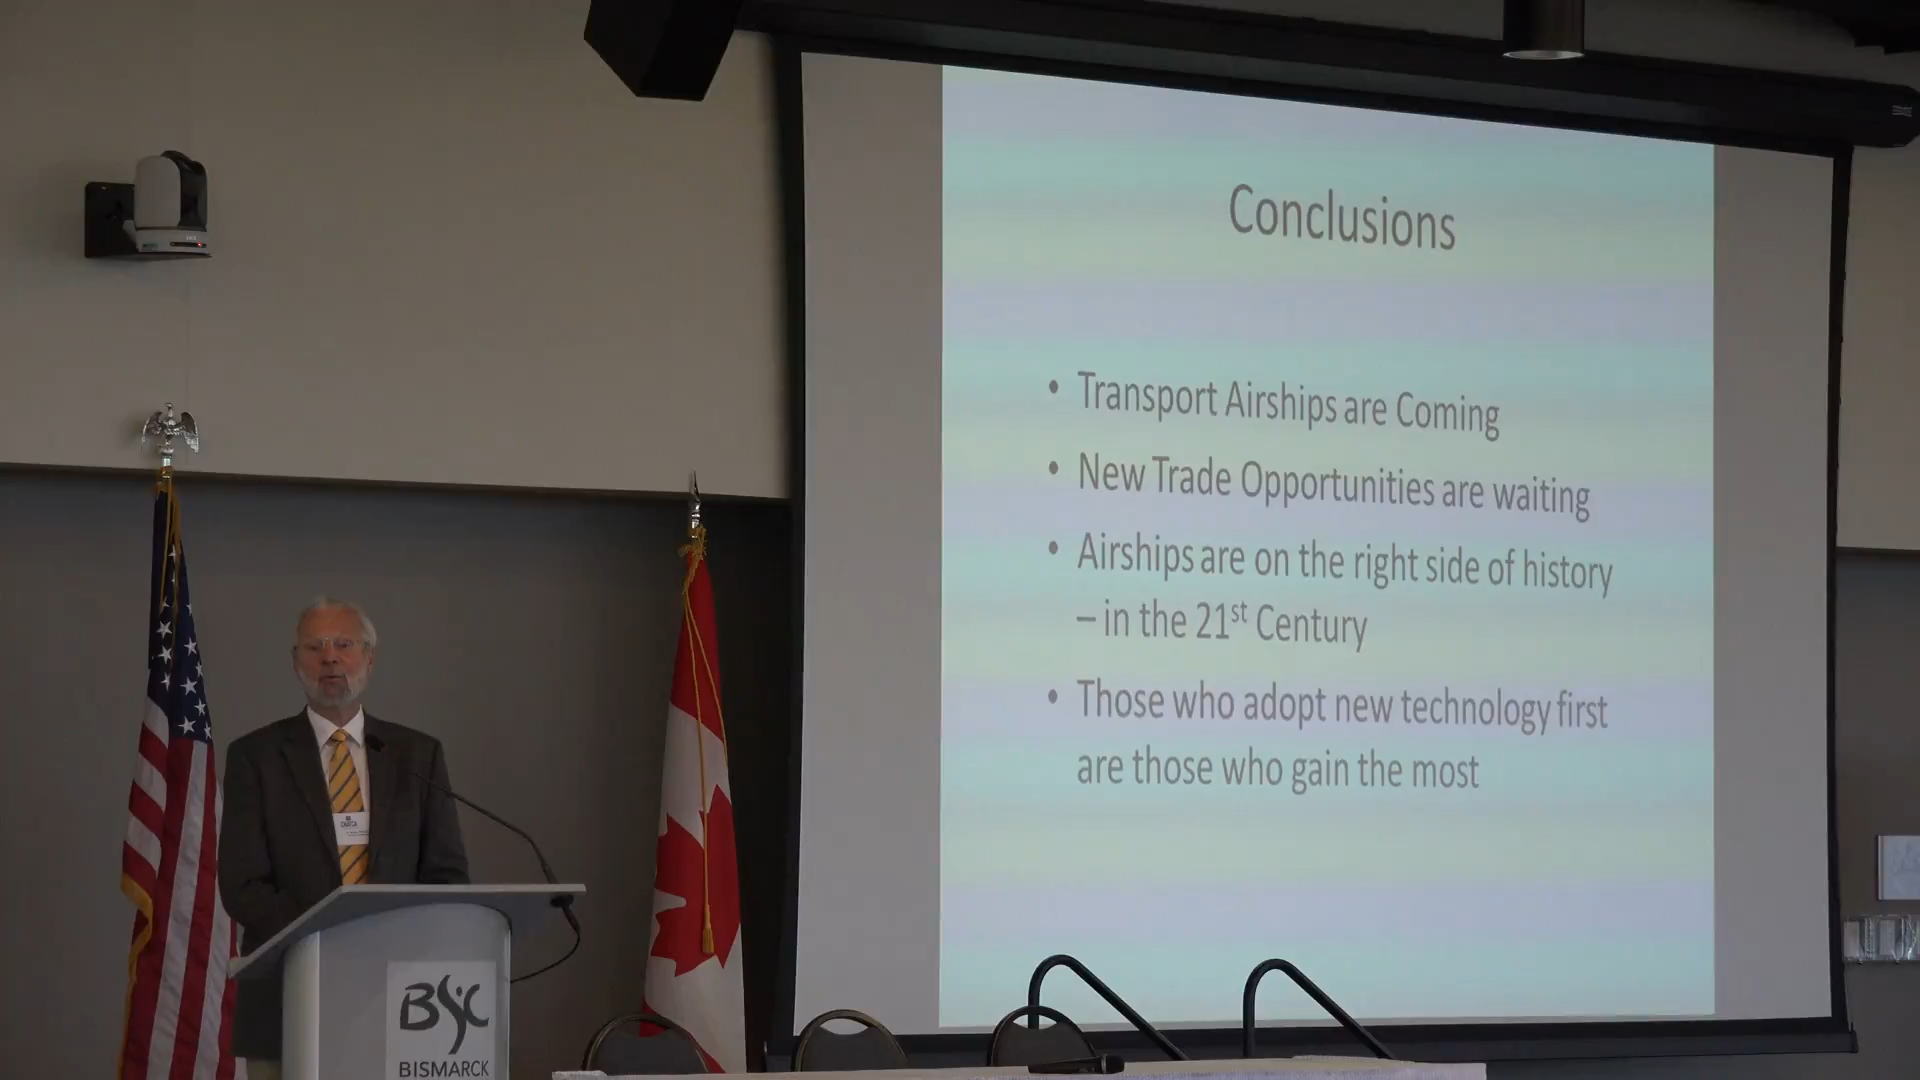 Conclusions
• Transport Airships are Coming
• New Trade Opportunities are waiting
• Airships are on the right side of history
– in the 21st Century
• Those who adopt new technology first
are those who gain the most
BSC
BISMARCK